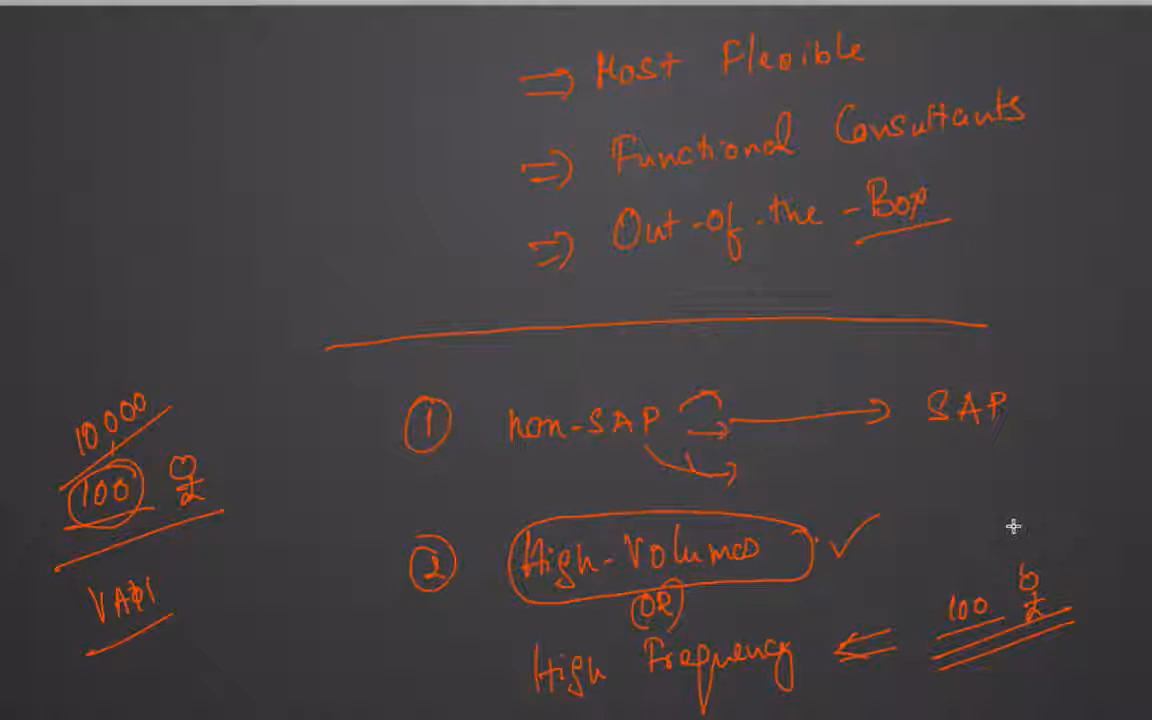 ⇒ Most Flexible
⇒ Functional Consultants
⇒ Out-of-the-Box
10,000
100
① non-SAP → SAP
② High-Volumes ✓
(OR)
High Frequency ⇐ 100